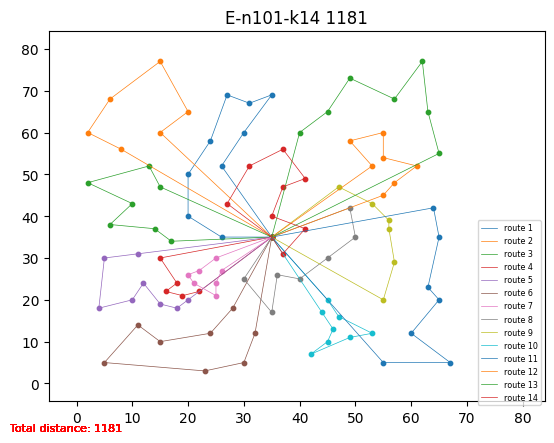 E-n101-k14 1181
80
70
60
50
40
30
20
10
0
0 10 20 30 40 50 60 70 80
route 1
route 2
route 3
route 4
route 5
route 6
route 7
route 8
route 9
route 10
route 11
route 12
route 13
route 14
Total distance: 1181